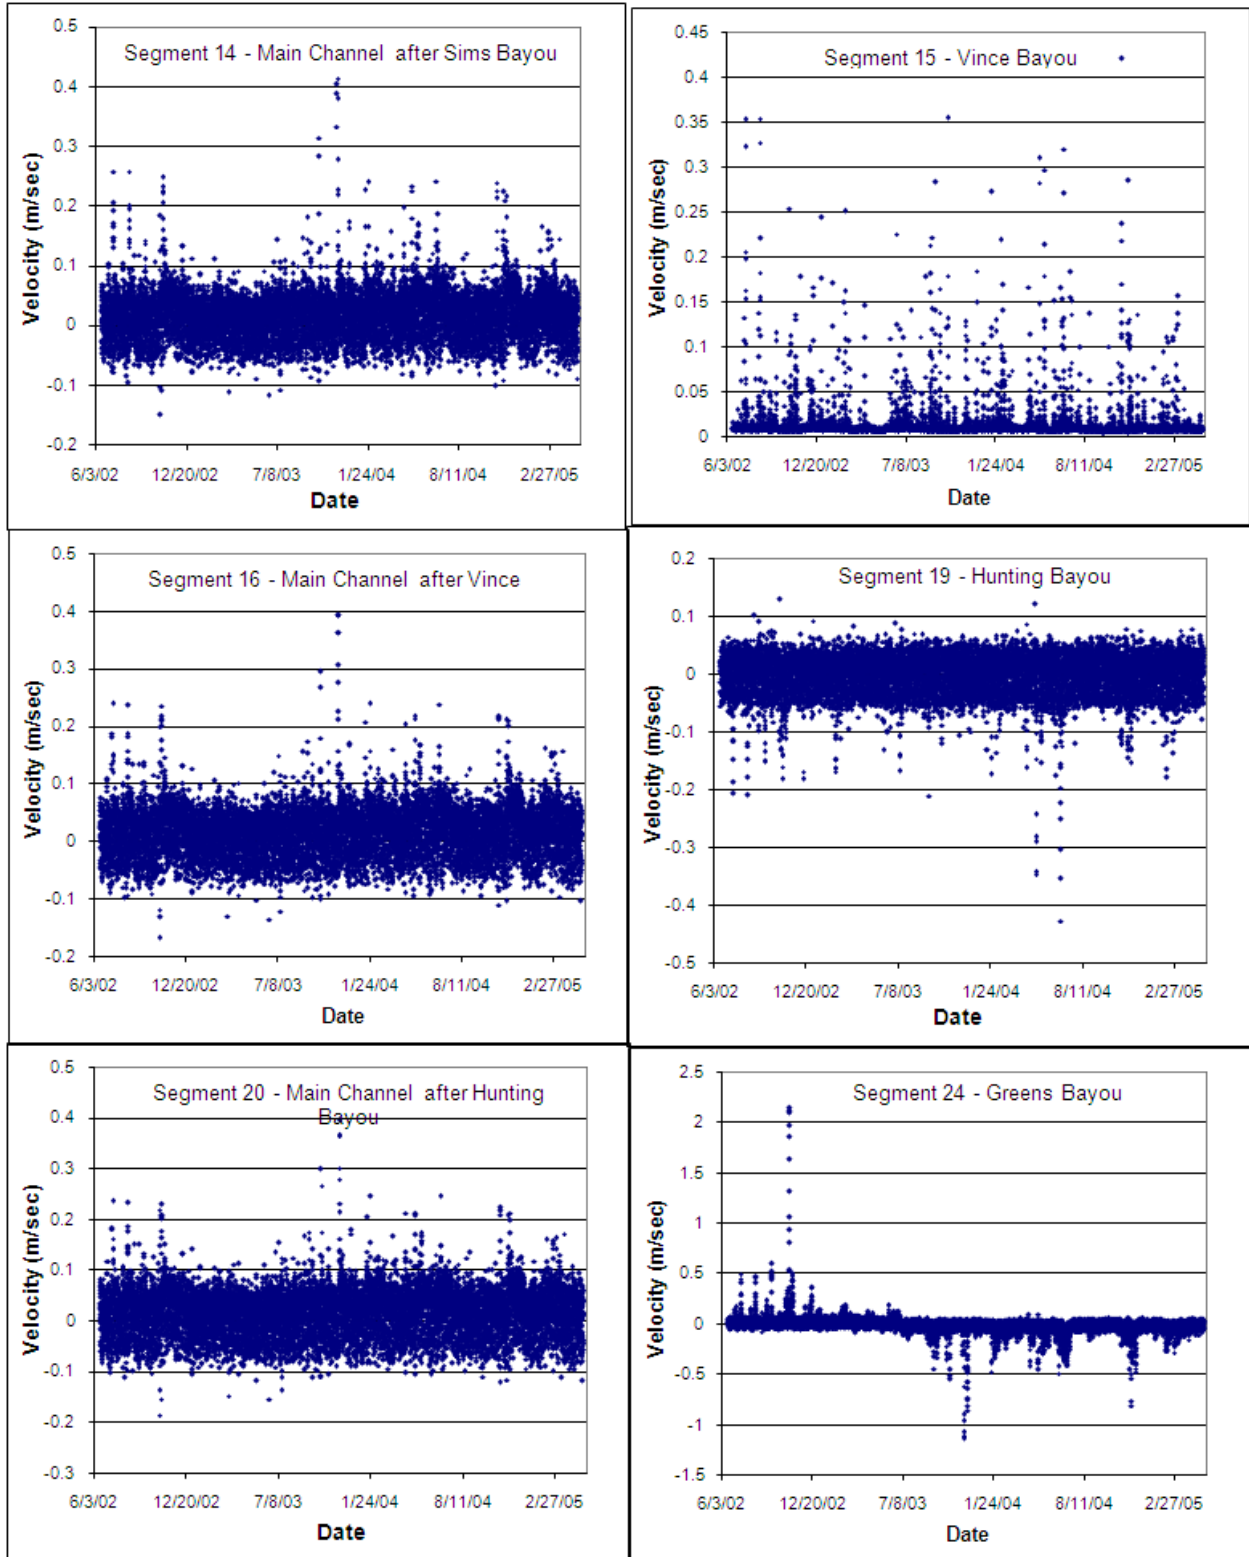 Segment 14 - Main Channel after Sims Bayou
Velocity (m/sec)
0.5
0.4
0.3
0.2
0.1
0
-0.1
-0.2
6/3/02 12/20/02 7/8/03 1/24/04 8/11/04 2/27/05
Date
Segment 15 - Vince Bayou
Velocity (m/sec)
0.45
0.4
0.35
0.3
0.25
0.2
0.15
0.1
0.05
0
6/3/02 12/20/02 7/8/03 1/24/04 8/11/04 2/27/05
Date
Segment 16 - Main Channel after Vince
Velocity (m/sec)
0.5
0.4
0.3
0.2
0.1
0
-0.1
-0.2
6/3/02 12/20/02 7/8/03 1/24/04 8/11/04 2/27/05
Date
Segment 19 - Hunting Bayou
Velocity (m/sec)
0.2
0.1
0
-0.1
-0.2
-0.3
-0.4
-0.5
6/3/02 12/20/02 7/8/03 1/24/04 8/11/04 2/27/05
Date
Segment 20 - Main Channel after Hunting
Bayou
Velocity (m/sec)
0.5
0.4
0.3
0.2
0.1
0
-0.1
-0.2
-0.3
6/3/02 12/20/02 7/8/03 1/24/04 8/11/04 2/27/05
Date
Segment 24 - Greens Bayou
Velocity (m/sec)
2.5
2
1.5
1
0.5
0
-0.5
-1
-1.5
6/3/02 12/20/02 7/8/03 1/24/04 8/11/04 2/27/05
Date